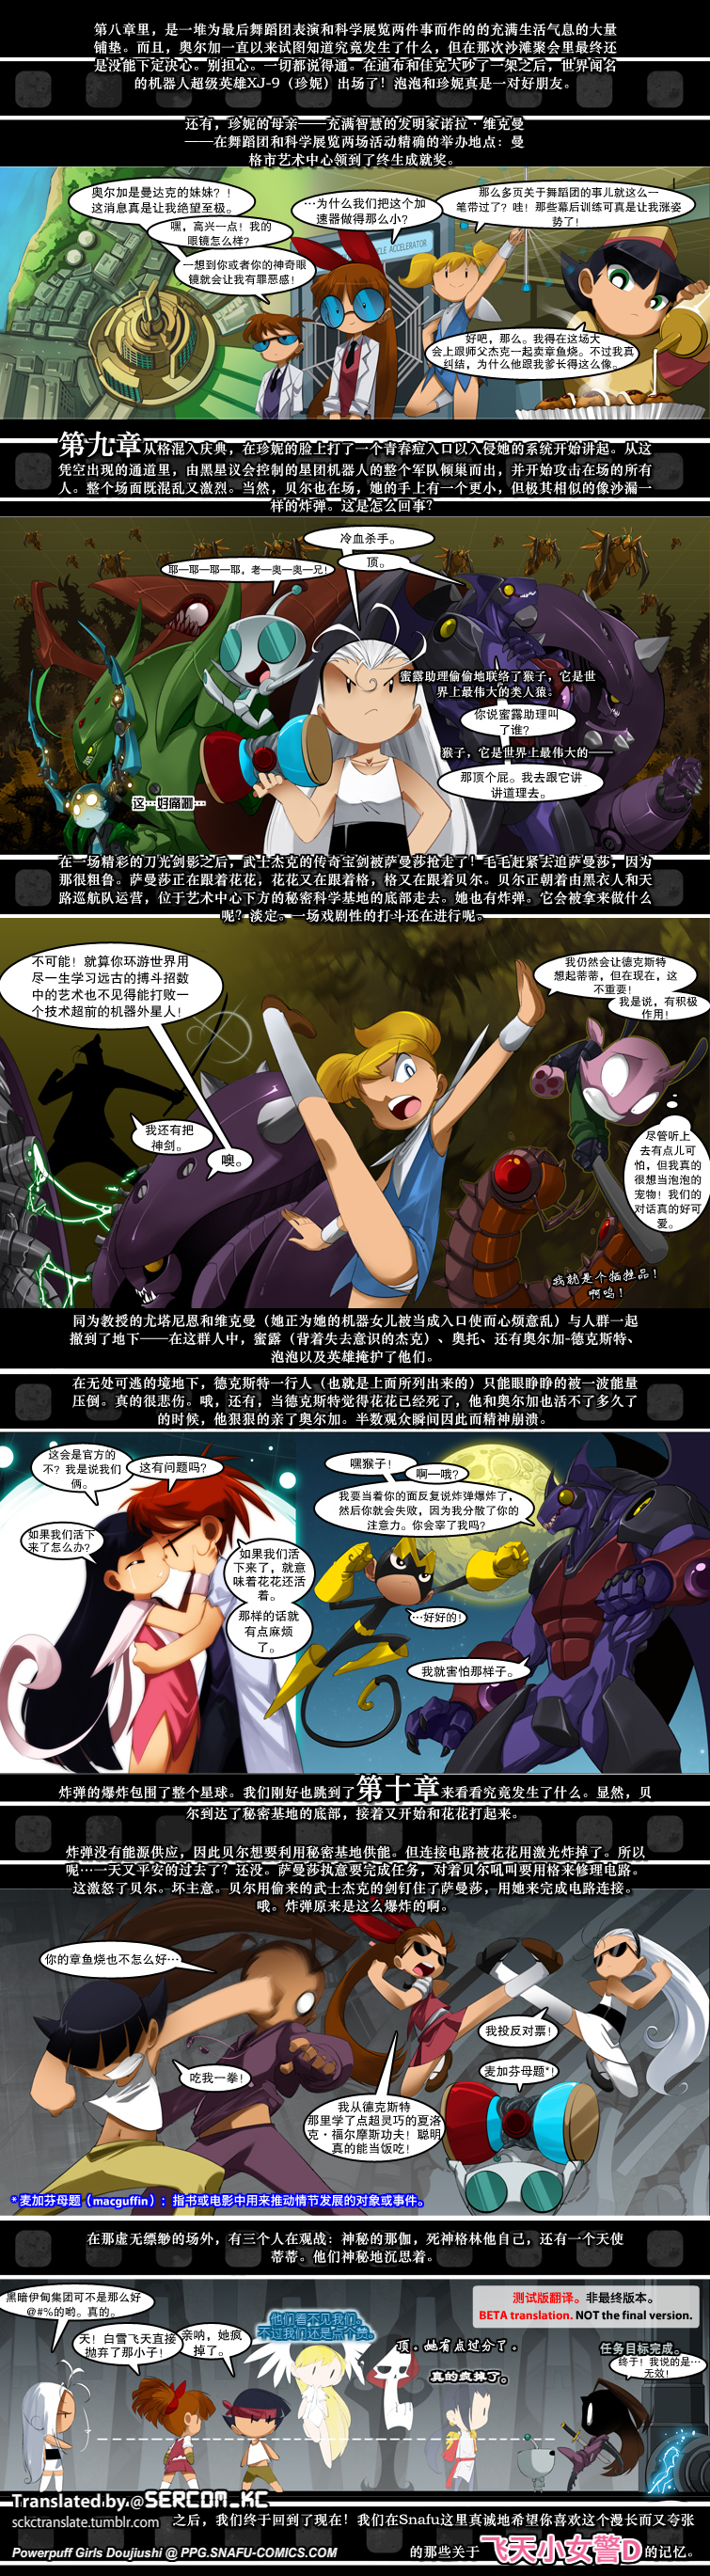 第八章里，是一堆为最后舞蹈团表演和科学展览两件事而作的的充满生活气息的大量
铺垫。而且，奥尔加一直以来试图知道究竟发生了什么，但在那次沙滩聚会里最终还
是没能下定决心。别担心。一切都说得通。在迪布和佳克大吵了一架之后，世界闻名
的机器人超级英雄XJ-9（珍妮）出场了！泡泡和珍妮真是一对好朋友。
还有，珍妮的母亲——充满智慧的发明家诺拉·维克曼
——在舞蹈团和科学展览两场活动精确的举办地点：曼
格市艺术中心领到了终生成就奖。
奥尔加是曼达克的妹妹？！
这消息真是让我绝望至极。
嘿，高兴一点！我的
眼镜怎么样？
一想到你或者你的神奇眼
镜就会让我有罪恶感！
…为什么我们把这个加
速器做得那么小？
ACCELERATOR
那么多页关于舞蹈团的事儿就这么一
笔带过了？哇！那些幕后训练可真是让我涨姿
势了！
好吧，那么。我得在这场大
会上跟师父杰克一起卖章鱼烧。不过我真
纠结，为什么他跟我爹长得这么像。
第九章从格混入庆典，在珍妮的脸上打了一个青春痘入口以入侵她的系统开始讲起。从这
凭空出现的通道里，由黑星议会控制的星团机器人的整个军队倾巢而出，并开始攻击在场的所有
人。整个场面既混乱又激烈。当然，贝尔也在场，她的手上有一个更小，但极其相似的像沙漏一
样的炸弹。这是怎么回事？
冷血杀手。
顶。
耶—耶—耶—耶，老—奥—奥—兄！
蜜露助理偷偷地联络了猴子，它是世
界上最伟大的类人猿。
你说蜜露助理叫
了谁？
猴子，它是世界上最伟大的——
那顶个屁。我去跟它讲
讲道理去。
这…好痛涮…
在一场精彩的刀光剑影之后，武士杰克的传奇宝剑被萨曼莎抢走了！毛毛赶紧去追萨曼莎，因为
那很粗鲁。萨曼莎正在跟着花花，花花又在跟着格，格又在跟着贝尔。贝尔正朝着由黑衣人和天
路巡航队运营，位于艺术中心下方的秘密科学基地的底部走去。她也有炸弹。它会被拿来做什么
呢？淡定。一场戏剧性的打斗还在进行呢。
不可能！就算你环游世界用
尽一生学习远古的搏斗招数
中的艺术也不见得能打败一
个技术超前的机器外星人！
我还有把
神剑。
噢。
我仍然会让德克斯特
想起蒂蒂，但在现在，这
不重要！
我是说，有积极
作用！
尽管听上
去有点儿可
怕，但我真的
很想当泡泡的
宠物！我们的
对话真的好可
爱。
我就是个牺牲品！
啊呜！
同为教授的尤塔尼恩和维克曼（她正为她的机器女儿被当成入口使而心烦意乱）与人群一起
撤到了地下——在这群人中，蜜露（背着失去意识的杰克）、奥托、还有奥尔加-德克斯特、
泡泡以及英雄掩护了他们。
在无处可逃的境地下，德克斯特一行人（也就是上面所列出来的）只能眼睁睁的被一波能量
压倒。真的很悲伤。哦，还有，当德克斯特觉得花花已经死了，他和奥尔加也活不了多久了
的时候，他狠狠的亲了奥尔加。半数观众瞬间因此而精神崩溃。
这会是官方的
不？我是说我们
俩。
这有问题吗？
如果我们活下
来了怎么办？
如果我们活
下来了，就意
味着花花还活
着。
那样的话就
有点麻烦
了。
嘿猴子！
啊—哦？
我要当着你的面反复说炸弹爆炸了，
然后你就会失败，因为我分散了你的
注意力。你会宰了我吗？
…好好的！
我就害怕那样子。
炸弹的爆炸包围了整个星球。我们刚好也跳到了第十章来看看究竟发生了什么。显然，贝
尔到达了秘密基地的底部，接着又开始和花花打起来。
炸弹没有能源供应，因此贝尔想要利用秘密基地供能。但连接电路被花花用激光炸掉了。所以
呢…一天又平安的过去了？还没。萨曼莎执意要完成任务，对着贝尔吼叫要用格来修理电路。
这激怒了贝尔。坏主意。贝尔用偷来的武士杰克的剑钉住了萨曼莎，用她来完成电路连接。
哦。炸弹原来是这么爆炸的啊。
你的章鱼烧也不怎么好…
吃我一拳！
我投反对票！
麦加芬母题*！
我从德克斯特
那里学了点超灵巧的夏洛
克·福尔摩斯功夫！聪明
真的能当饭吃！
*麦加芬母题（macguffin）：指书或电影中用来推动情节发展的对象或事件。
在那虚无缥缈的场外，有三个人在观战：神秘的那伽，死神格林他自己，还有一个天使
蒂蒂。他们神秘地沉思着。
黑暗伊甸集团可不是那么好
@#%的哟。真的。
天！白雪飞天直接
抛弃了那小子！
亲呐，她疯
掉了。
他们看不见我们。
不过我们还是点个赞。
顶。她有点过分了。
真的疯掉了。
测试版翻译。非最终版本。
BETA translation. NOT the final version.
任务目标完成。
终于！我说的是…
无效！
Translated by:@SERCOM_KC
sckctranslate.tumblr.com
之后，我们终于回到了现在！我们在Snafu这里真诚地希望你喜欢这个漫长而又夸张
的那些关于飞天小女警D的记忆。
Powerpuff Girls Doujiushi @ PPG.SNAFU-COMICS.COM